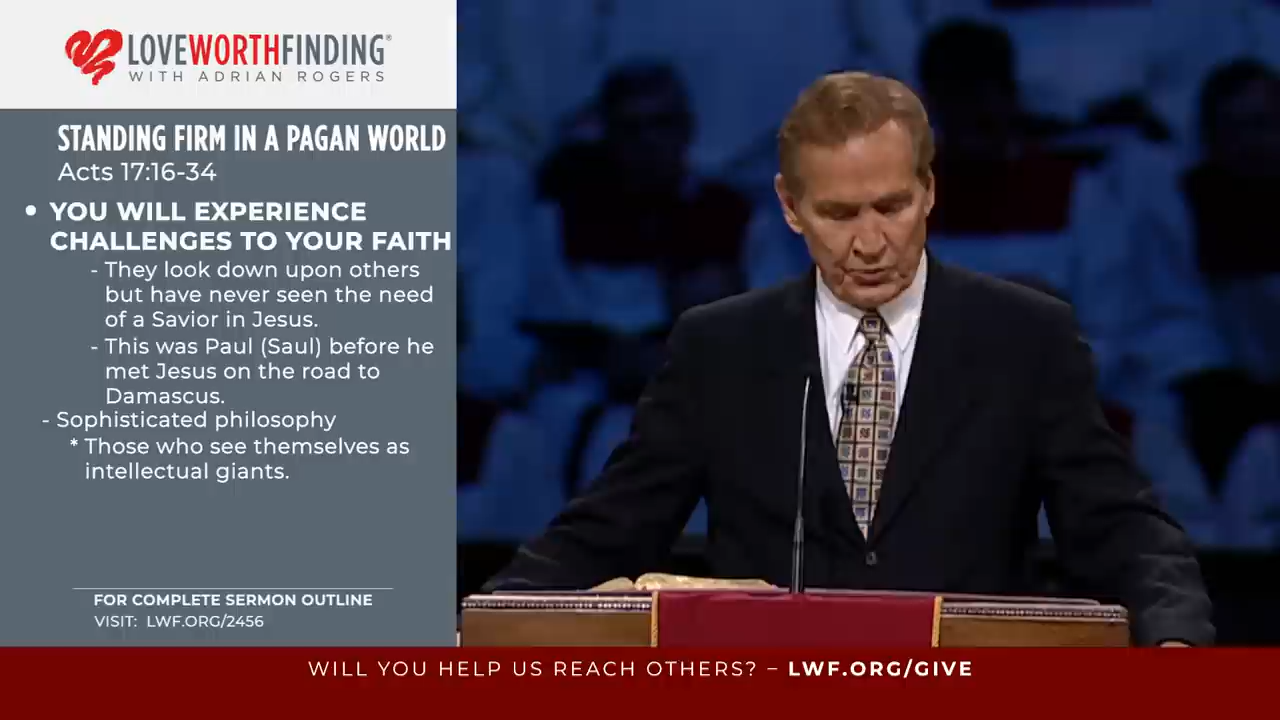 LOVEWORTHFINDING®
WITH ADRIAN ROGERS
STANDING FIRM IN A PAGAN WORLD
Acts 17:16-34
• YOU WILL EXPERIENCE
CHALLENGES TO YOUR FAITH
- They look down upon others
but have never seen the need
of a Savior in Jesus.
- This was Paul (Saul) before he
met Jesus on the road to
Damascus.
- Sophisticated philosophy
* Those who see themselves as
intellectual giants.
FOR COMPLETE SERMON OUTLINE
VISIT: LWF.ORG/2456
WILL YOU HELP US REACH OTHERS? – LWF.ORG/GIVE